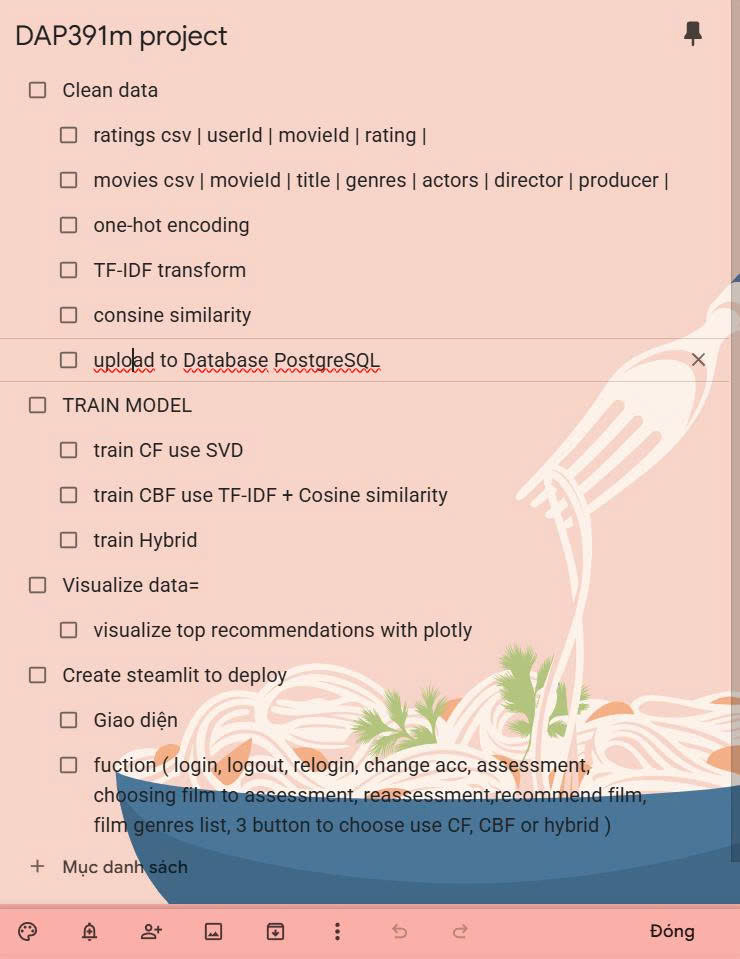 DAP391m project
Clean data
ratings csv | userId | movieId | rating |
movies csv | movieId | title | genres | actors | director | producer |
one-hot encoding
TF-IDF transform
consine similarity
upload to Database PostgreSQL
TRAIN MODEL
train CF use SVD
train CBF use TF-IDF + Cosine similarity
train Hybrid
Visualize data=
visualize top recommendations with plotly
Create steamlit to deploy
Giao diện
fuction ( login, logout, relogin, change acc, assessment,
choosing film to assessment, reassessment,recommend film,
film genres list, 3 button to choose use CF, CBF or hybrid )
Mục danh sách
Đóng